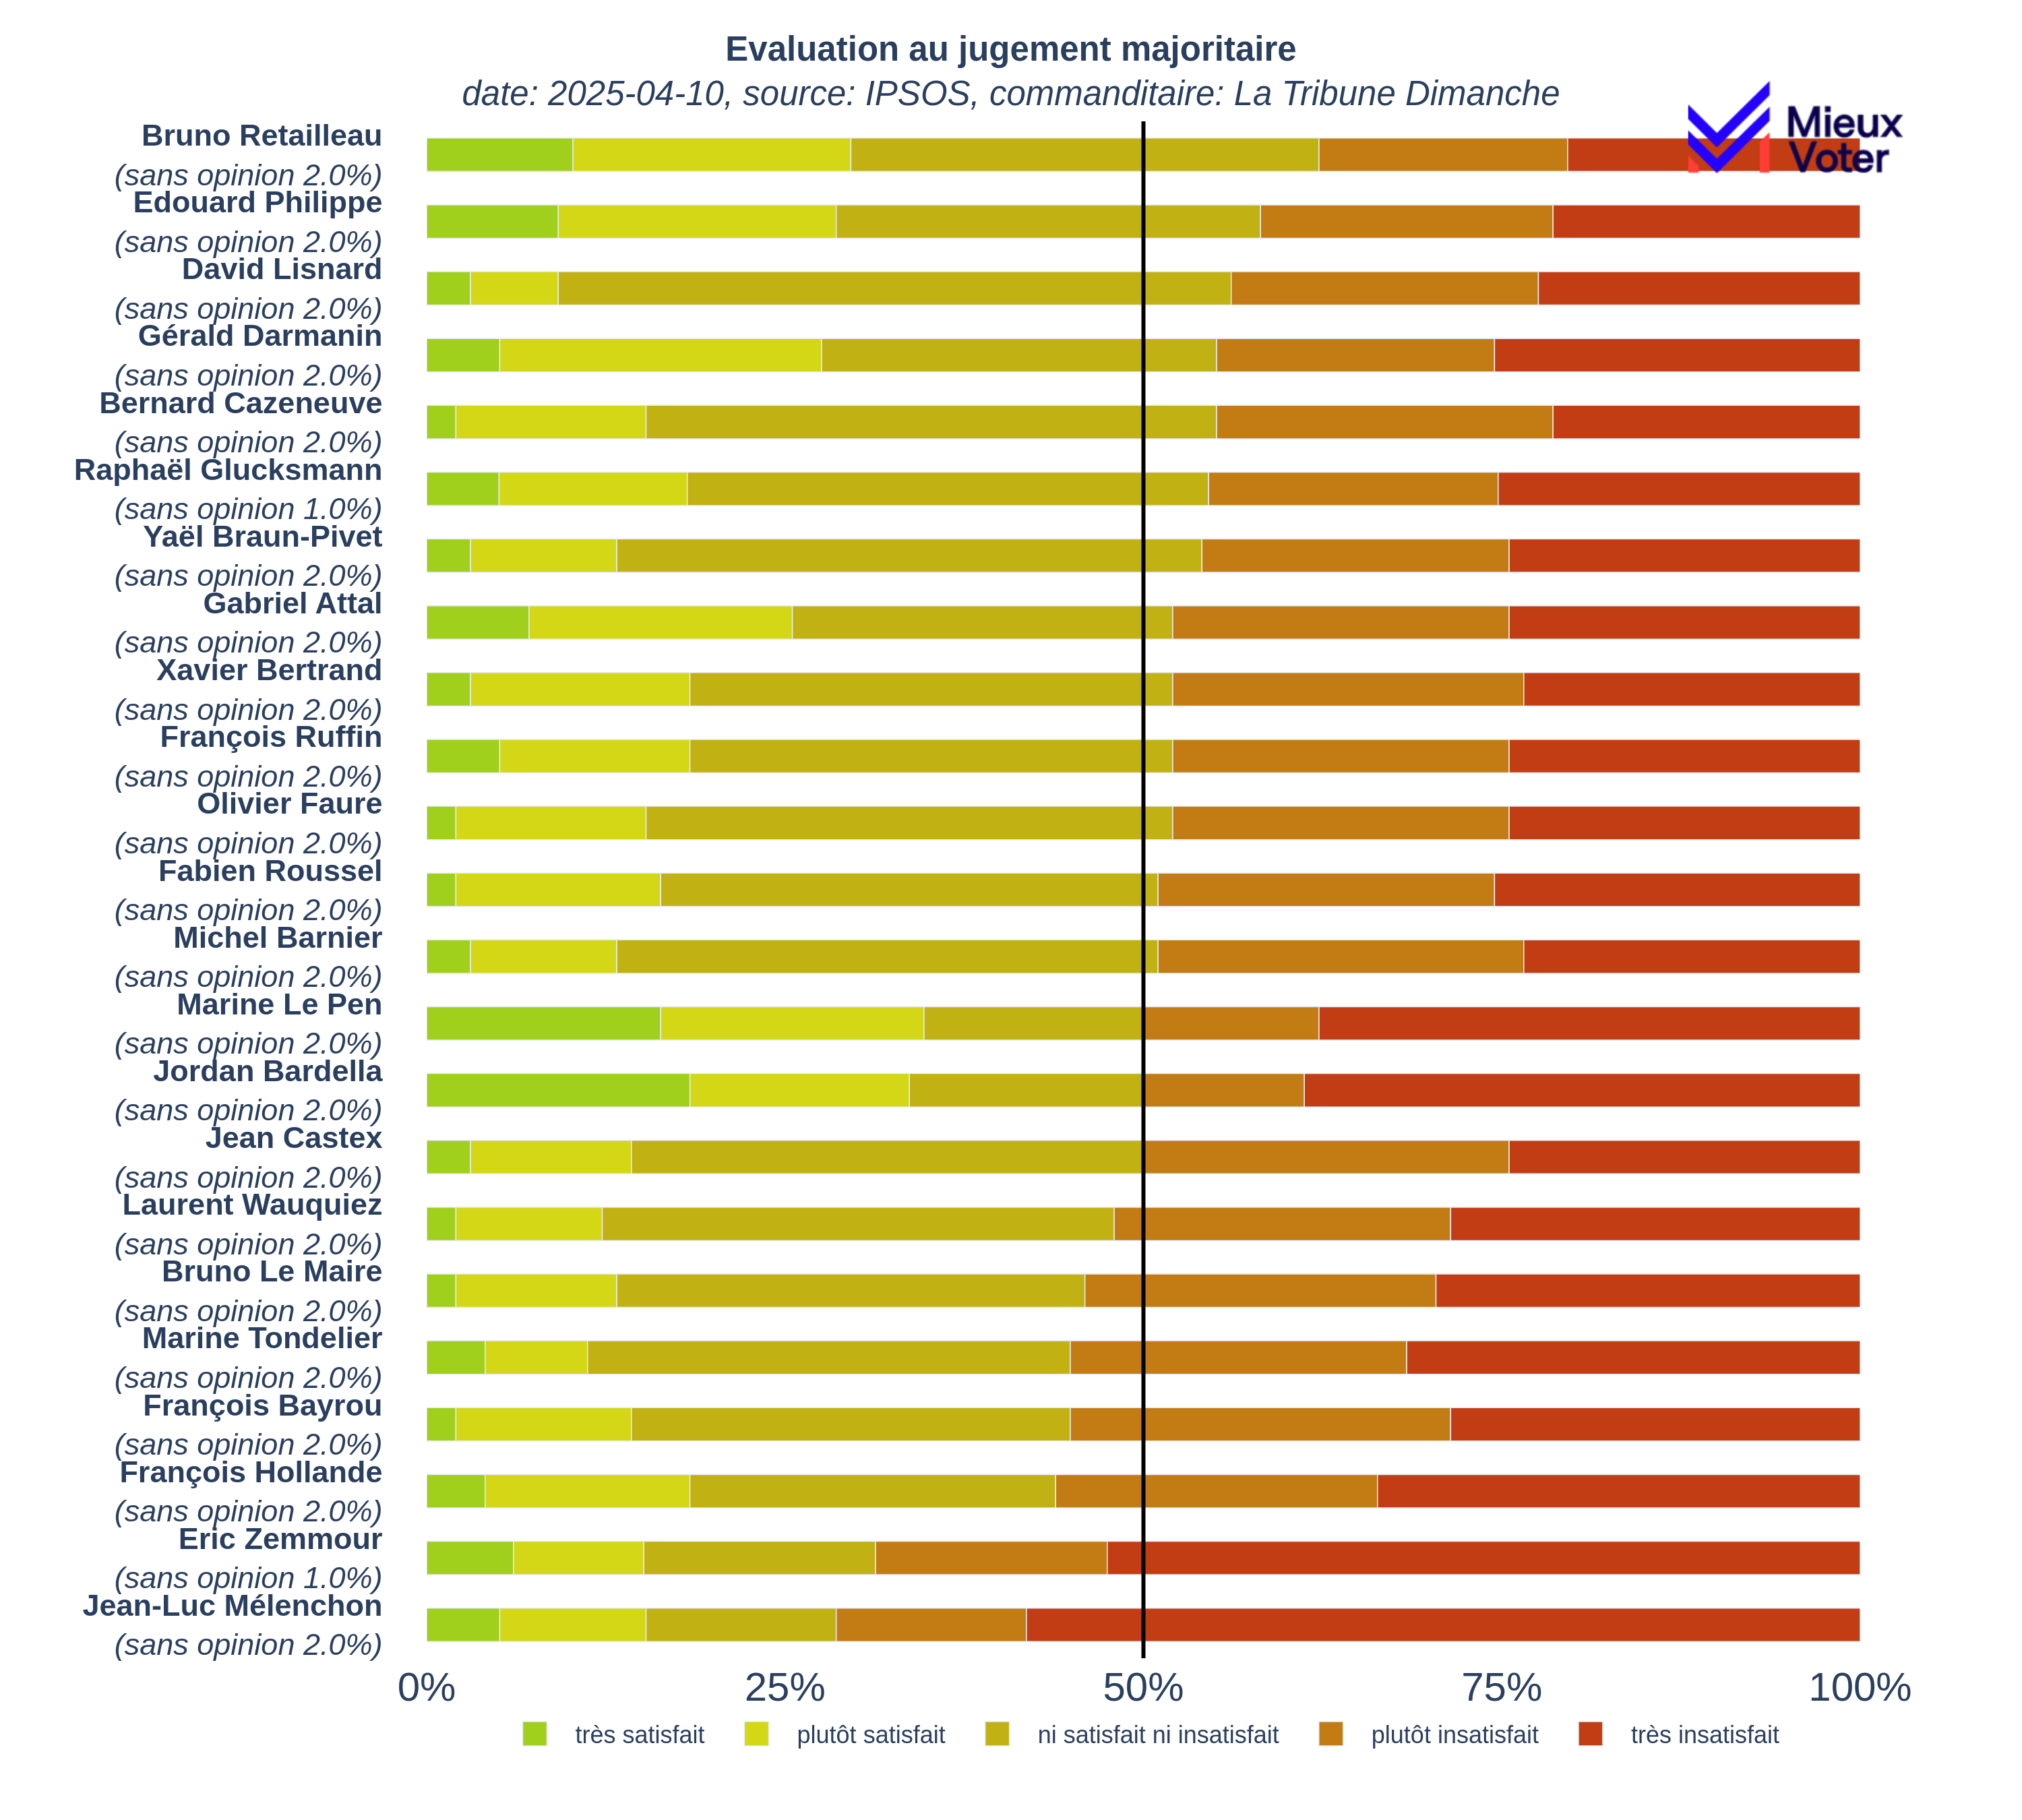 Evaluation au jugement majoritaire
date: 2025-04-10, source: IPSOS, commanditaire: La Tribune Dimanche
Mieux
Voter
Bruno Retailleau
(sans opinion 2.0%)
Edouard Philippe
(sans opinion 2.0%)
David Lisnard
(sans opinion 2.0%)
Gérald Darmanin
(sans opinion 2.0%)
Bernard Cazeneuve
(sans opinion 2.0%)
Raphaël Glucksmann
(sans opinion 1.0%)
Yaël Braun-Pivet
(sans opinion 2.0%)
Gabriel Attal
(sans opinion 2.0%)
Xavier Bertrand
(sans opinion 2.0%)
François Ruffin
(sans opinion 2.0%)
Olivier Faure
(sans opinion 2.0%)
Fabien Roussel
(sans opinion 2.0%)
Michel Barnier
(sans opinion 2.0%)
Marine Le Pen
(sans opinion 2.0%)
Jordan Bardella
(sans opinion 2.0%)
Jean Castex
(sans opinion 2.0%)
Laurent Wauquiez
(sans opinion 2.0%)
Bruno Le Maire
(sans opinion 2.0%)
Marine Tondelier
(sans opinion 2.0%)
François Bayrou
(sans opinion 2.0%)
François Hollande
(sans opinion 2.0%)
Eric Zemmour
(sans opinion 1.0%)
Jean-Luc Mélenchon
(sans opinion 2.0%)
0% 25% 50% 75% 100%
très satisfait plutôt satisfait ni satisfait ni insatisfait plutôt insatisfait très insatisfait